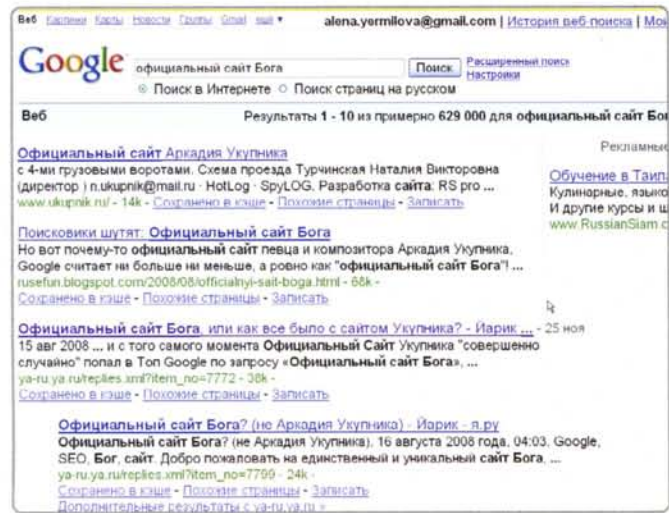 Веб Картинки Карты Новости Группы Gmail ещё ▼ alena.yermilova@gmail.com | История веб-поиска | Мои
Google официальный сайт Бога Поиск Расширенный поиск
Настройки
Поиск в Интернете Поиск страниц на русском
Веб Результаты 1 - 10 из примерно 629 000 для официальный сайт Бог
Рекламные
Официальный сайт Аркадия Укупника
с 4-ми грузовыми воротами. Схема проезда Турчинская Наталия Викторовна
(директор ) n.ukupnik@mail.ru · HotLog · SpyLOG. Разработка сайта: RS pro ...
www.ukupnik.ru/ - 14k - Сохранено в кэше - Похожие страницы - Записать
Обучение в Таил
Кулинарные, языко
И другие курсы и ш
www.RussianSiam.c
Поисковики шутят: Официальный сайт Бога
Но вот почему-то официальный сайт певца и композитора Аркадия Укупника,
Google считает ни больше ни меньше, а ровно как "официальный сайт Бога"! ...
rusefun.blogspot.com/2008/08/officialnyi-sait-boga.html - 68k -
Сохранено в кэше - Похожие страницы - Записать
Официальный сайт Бога, или как все было с сайтом Укупника? - Йарик ... - 25 ноя
15 авг 2008 ... и с того самого момента Официальный Сайт Укупника "совершенно
случайно" попал в Топ Google по запросу «Официальный сайт Бога», ...
ya-ru.ya.ru/replies.xml?item_no=7772 - 38k -
Сохранено в кэше - Похожие страницы - Записать
Официальный сайт Бога? (не Аркадия Укупника) - Йарик - я.ру
Официальный сайт Бога? (не Аркадия Укупника). 16 августа 2008 года, 04:03. Google,
SEO, Бог, сайт. Добро пожаловать на единственный и уникальный сайт Бога, ...
ya-ru.ya.ru/replies.xml?item_no=7799 - 24k -
Сохранено в кэше - Похожие страницы - Записать
Дополнительные результаты с ya-ru.ya.ru »